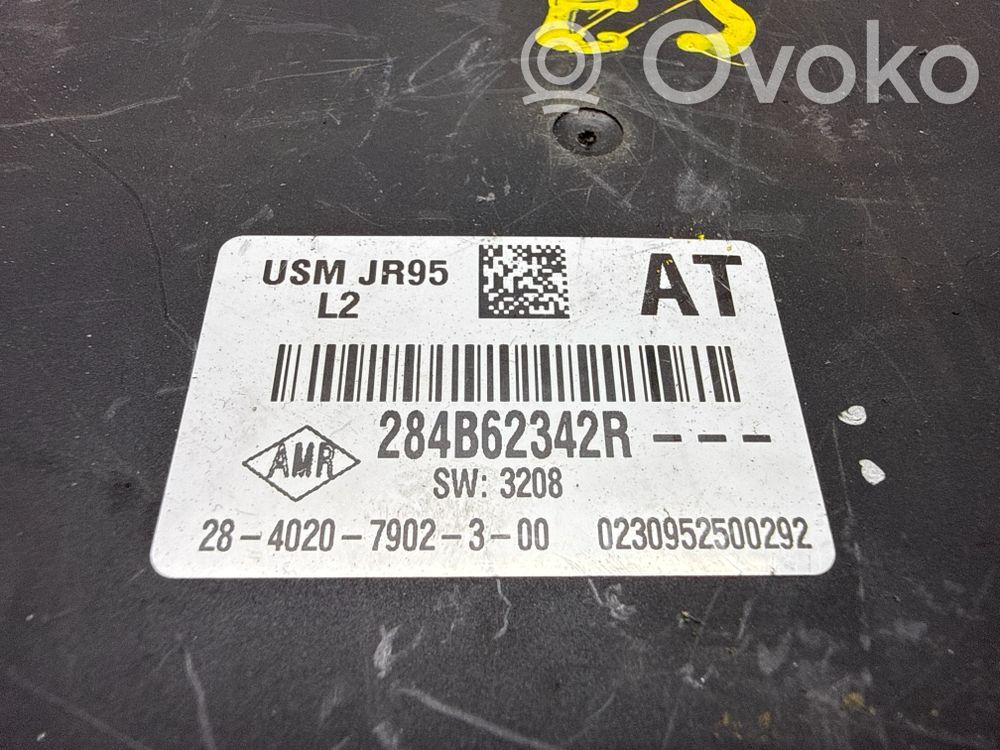 Ovoko
USM JR95
L2
AT
284B62342R ---
AMR
SW: 3208
28-4020-7902-3-00
0230952500292